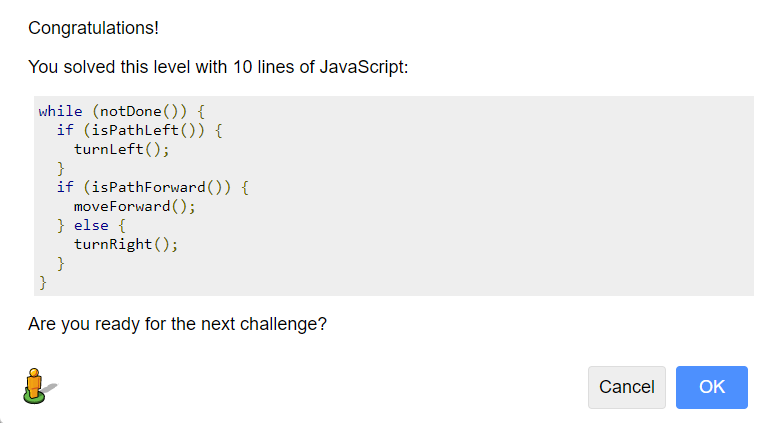 Congratulations!
You solved this level with 10 lines of JavaScript:
while (notDone()) {
  if (isPathLeft()) {
    turnLeft();
  }
  if (isPathForward()) {
    moveForward();
  } else {
    turnRight();
  }
}
Are you ready for the next challenge?
Cancel OK